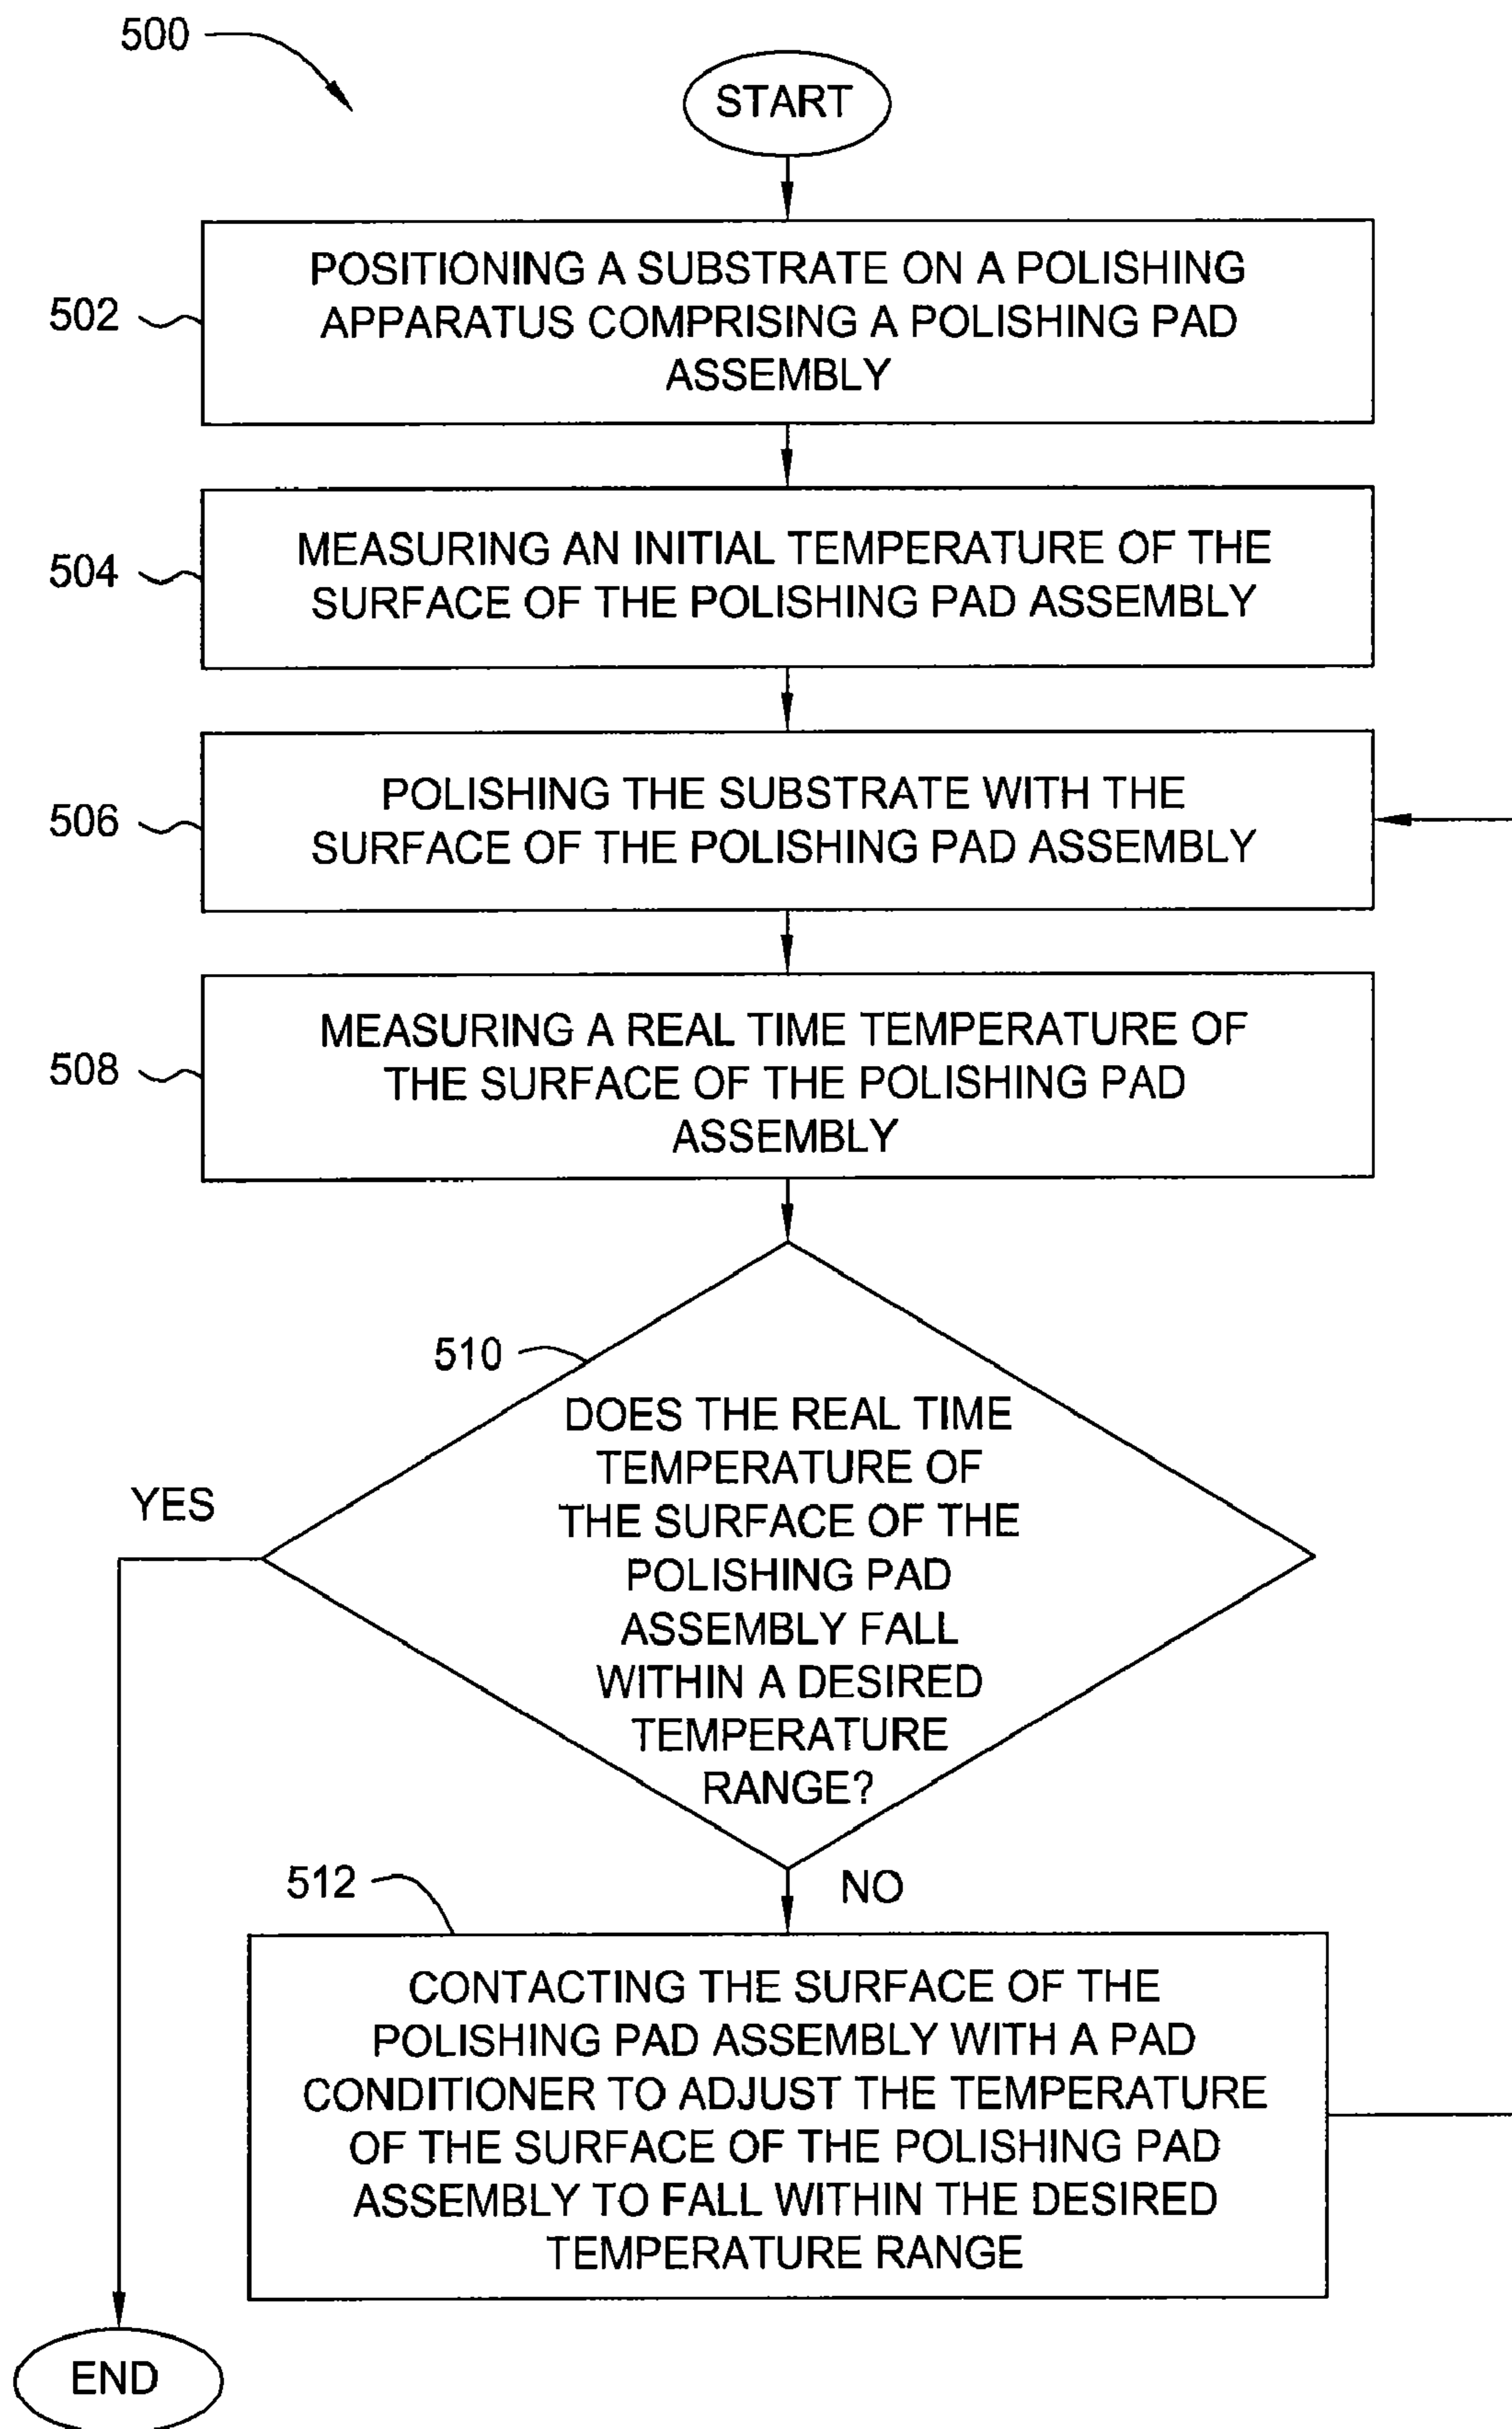 500
START
502
POSITIONING A SUBSTRATE ON A POLISHING
APPARATUS COMPRISING A POLISHING PAD
ASSEMBLY
504
MEASURING AN INITIAL TEMPERATURE OF THE
SURFACE OF THE POLISHING PAD ASSEMBLY
506
POLISHING THE SUBSTRATE WITH THE
SURFACE OF THE POLISHING PAD ASSEMBLY
508
MEASURING A REAL TIME TEMPERATURE OF
THE SURFACE OF THE POLISHING PAD
ASSEMBLY
510
DOES THE REAL TIME
TEMPERATURE OF
THE SURFACE OF THE
POLISHING PAD
ASSEMBLY FALL
WITHIN A DESIRED
TEMPERATURE
RANGE?
YES
NO
512
CONTACTING THE SURFACE OF THE
POLISHING PAD ASSEMBLY WITH A PAD
CONDITIONER TO ADJUST THE TEMPERATURE
OF THE SURFACE OF THE POLISHING PAD
ASSEMBLY TO FALL WITHIN THE DESIRED
TEMPERATURE RANGE
END